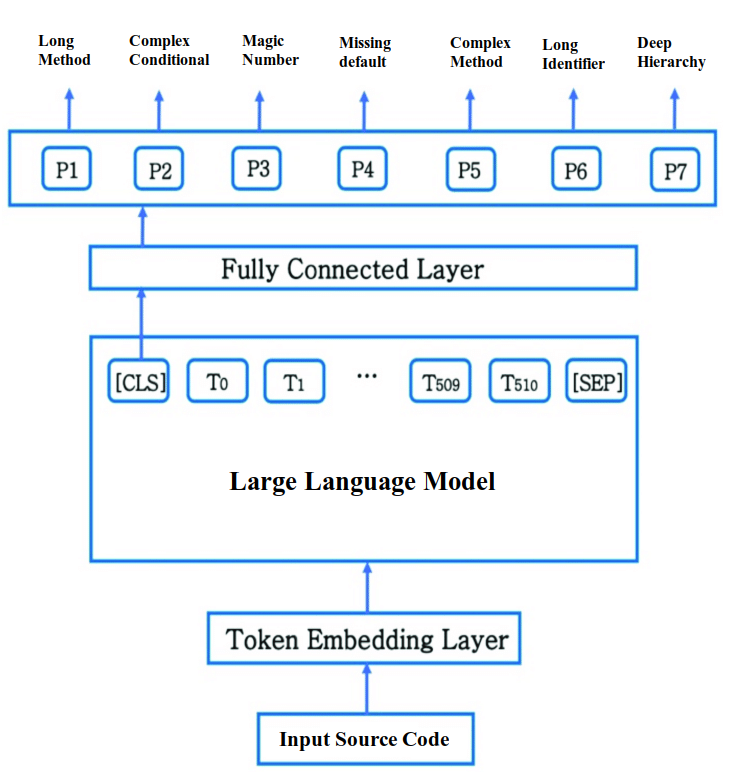 Long Method
Complex Conditional
Magic Number
Missing default
Complex Method
Long Identifier
Deep Hierarchy
P1 P2 P3 P4 P5 P6 P7
Fully Connected Layer
[CLS] T0 T1 ... T509 T510 [SEP]
Large Language Model
Token Embedding Layer
Input Source Code